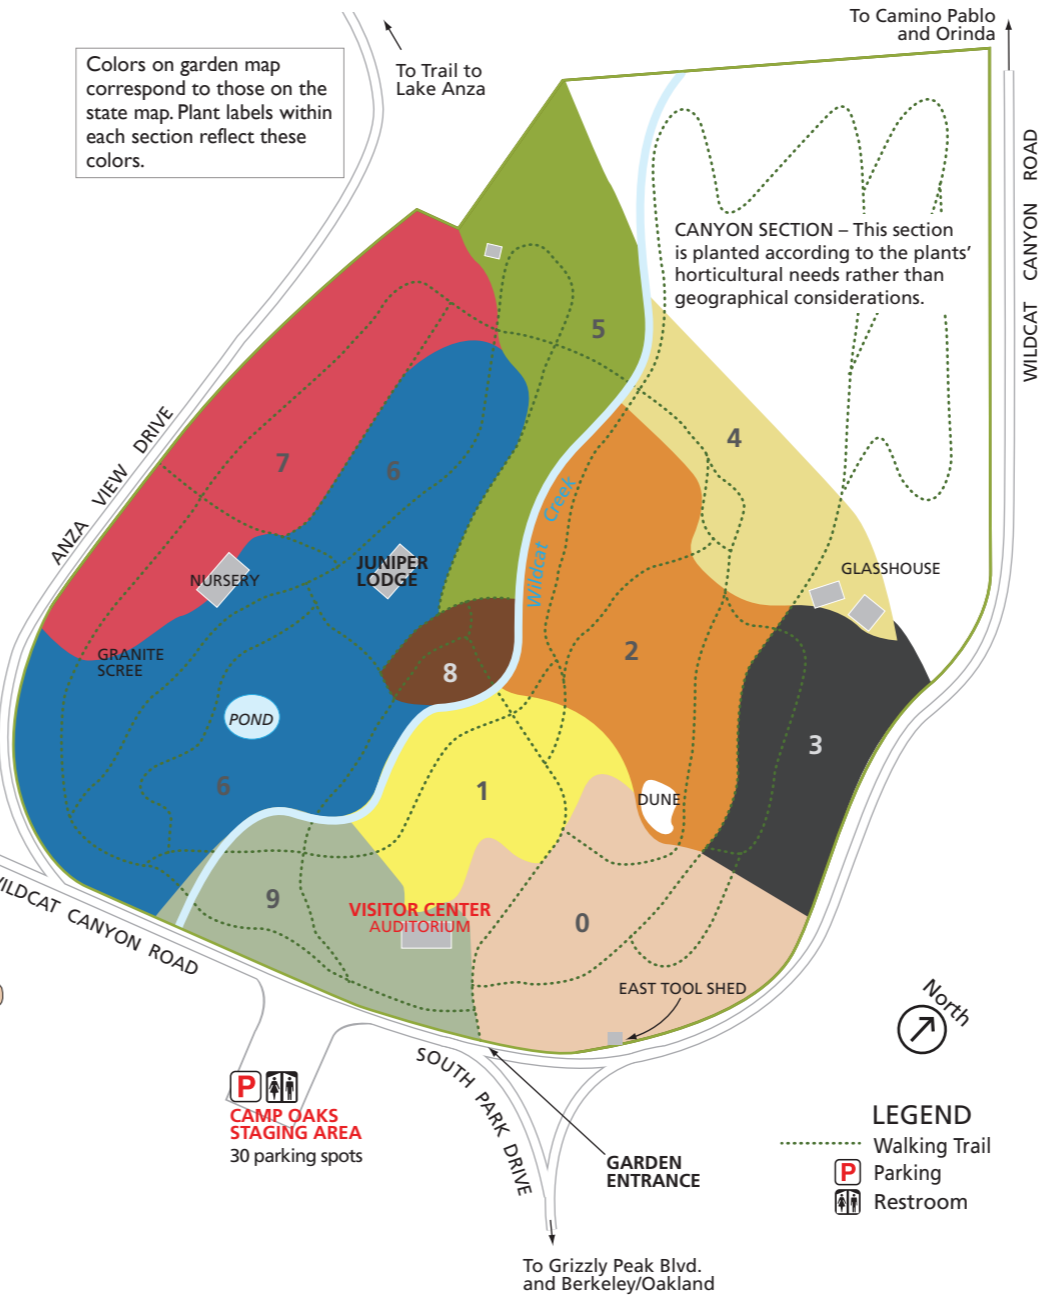 To Camino Pablo
and Orinda
Colors on garden map
correspond to those on the
state map. Plant labels within
each section reflect these
colors.
To Trail to
Lake Anza
WILDCAT CANYON ROAD
CANYON SECTION – This section
is planted according to the plants’
horticultural needs rather than
geographical considerations.
5
4
7
6
ANZA VIEW DRIVE
Wildcat Creek
NURSERY
JUNIPER
LODGE
GLASSHOUSE
GRANITE
SCREE
8
2
POND
3
6
1
DUNE
9
VISITOR CENTER
AUDITORIUM
0
WILDCAT CANYON ROAD
EAST TOOL SHED
North
SOUTH PARK DRIVE
P
CAMP OAKS
STAGING AREA
30 parking spots
GARDEN
ENTRANCE
LEGEND
Walking Trail
P Parking
Restroom
To Grizzly Peak Blvd.
and Berkeley/Oakland